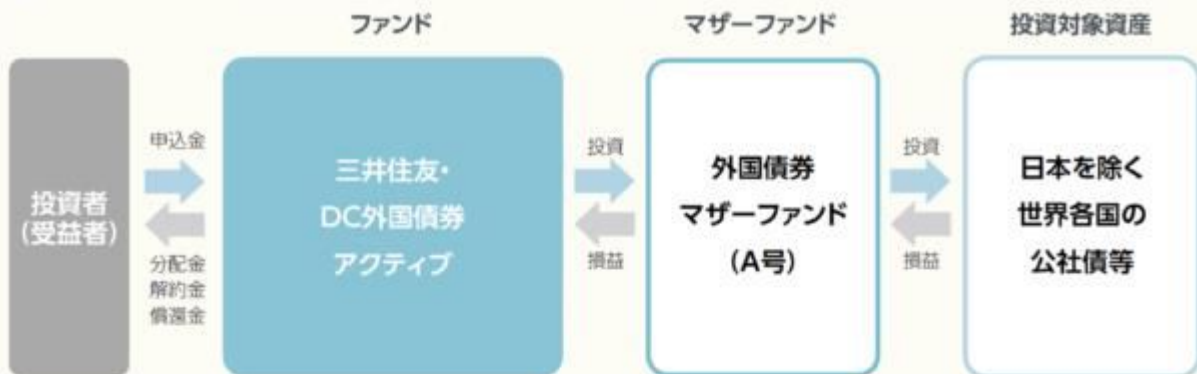 ファンド
マザーファンド
投資対象資産
投資者
(受益者)
申込金
分配金
解約金
償還金
三井住友・
DC外国債券
アクティブ
投資
損益
外国債券
マザーファンド
(A号)
投資
損益
日本を除く
世界各国の
公社債等